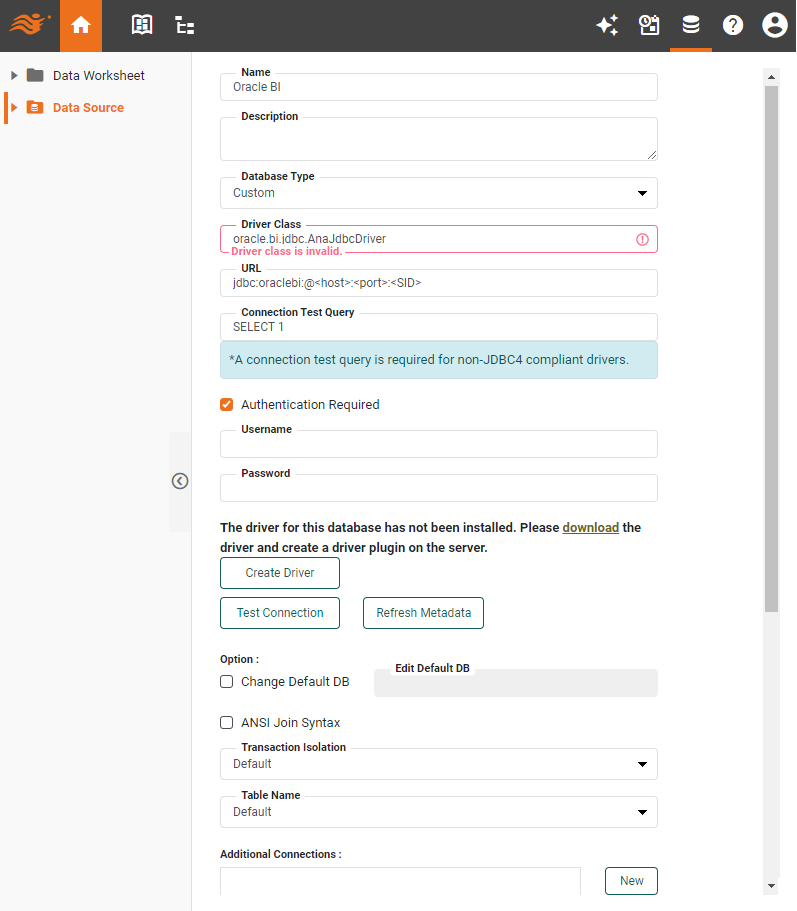 Data Worksheet
Data Source
Name
Oracle BI
Description
Database Type
Custom
Driver Class
oracle.bi.jdbc.AnaJdbcDriver
Driver class is invalid.
URL
jdbc:oraclebi:@<host>:<port>:<SID>
Connection Test Query
SELECT 1
*A connection test query is required for non-JDBC4 compliant drivers.
Authentication Required
Username
Password
The driver for this database has not been installed. Please download the
driver and create a driver plugin on the server.
Create Driver
Test Connection Refresh Metadata
Option :
Change Default DB Edit Default DB
ANSI Join Syntax
Transaction Isolation
Default
Table Name
Default
Additional Connections :
New